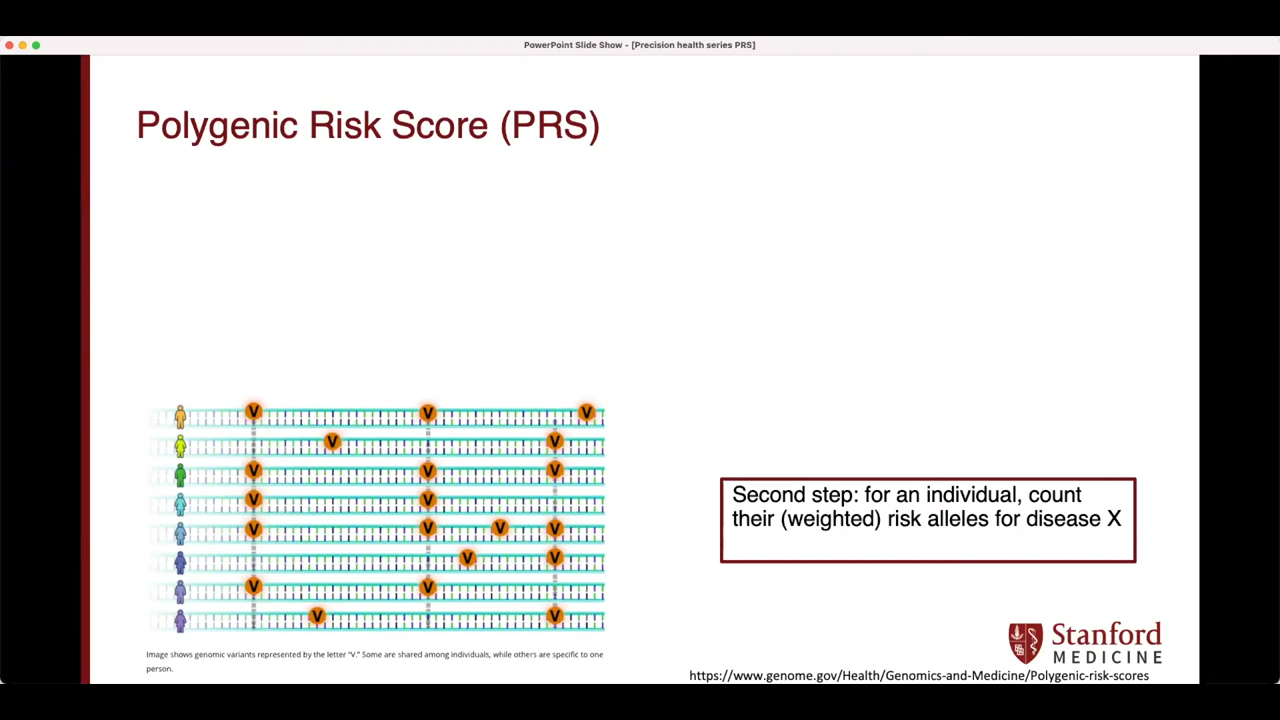 PowerPoint Slide Show - [Precision health series PRS]
Polygenic Risk Score (PRS)
V V V
V V
V V V
V V
V V V V
V V
V V
V V
Image shows genomic variants represented by the letter “V.” Some are shared among individuals, while others are specific to one
person.
Second step: for an individual, count
their (weighted) risk alleles for disease X
Stanford
MEDICINE
https://www.genome.gov/Health/Genomics-and-Medicine/Polygenic-risk-scores